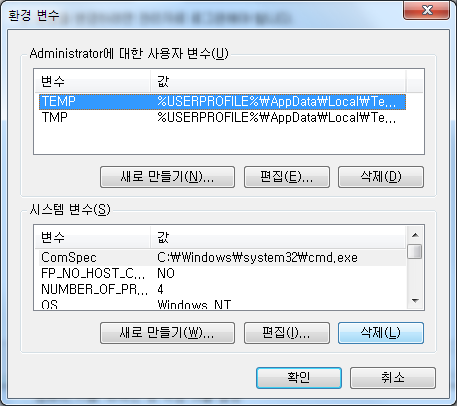 환경 변수
Administrator에 대한 사용자 변수(U)
변수 값
TEMP %USERPROFILE%₩AppData₩Local₩Te...
TMP %USERPROFILE%₩AppData₩Local₩Te...
새로 만들기(N)... 편집(E)... 삭제(D)
시스템 변수(S)
변수 값
ComSpec C:₩Windows₩system32₩cmd.exe
FP_NO_HOST_C... NO
NUMBER_OF_PR... 4
OS Windows_NT
새로 만들기(W)... 편집(I)... 삭제(L)
확인 취소